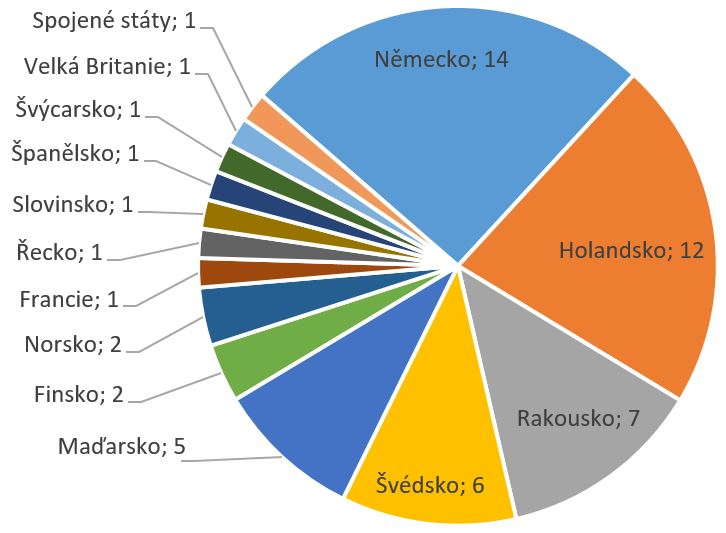 Spojené státy; 1
Německo; 14
Velká Britanie; 1
Švýcarsko; 1
Španělsko; 1
Slovinsko; 1
Řecko; 1
Holandsko; 12
Francie; 1
Norsko; 2
Finsko; 2
Rakousko; 7
Maďarsko; 5
Švédsko; 6